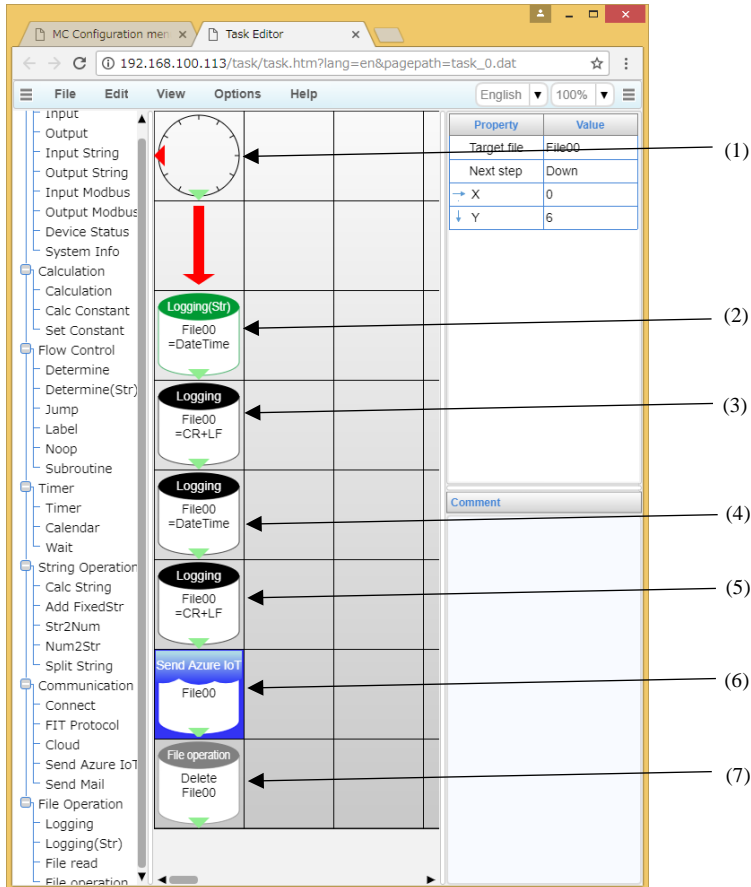 MC Configuration men
Task Editor
192.168.100.113/task/task.htm?lang=en&pagepath=task_0.dat
File Edit View Options Help
English
100%
Input
Output
Input String
Output String
Input Modbus
Output Modbus
Device Status
System Info
Calculation
Calculation
Calc Constant
Set Constant
Flow Control
Determine
Determine(Str)
Jump
Label
Noop
Subroutine
Timer
Timer
Calendar
Wait
String Operation
Calc String
Add FixedStr
Str2Num
Num2Str
Split String
Communication
Connect
FIT Protocol
Cloud
Send Azure IoT
Send Mail
File Operation
Logging
Logging(Str)
File read
File operation
Logging(Str)
File00
=DateTime
Logging
File00
=CR+LF
Logging
File00
=DateTime
Logging
File00
=CR+LF
Send Azure IoT
File00
File operation
Delete
File00
Property Value
Target file File00
Next step Down
X 0
Y 6
Comment
(1)
(2)
(3)
(4)
(5)
(6)
(7)